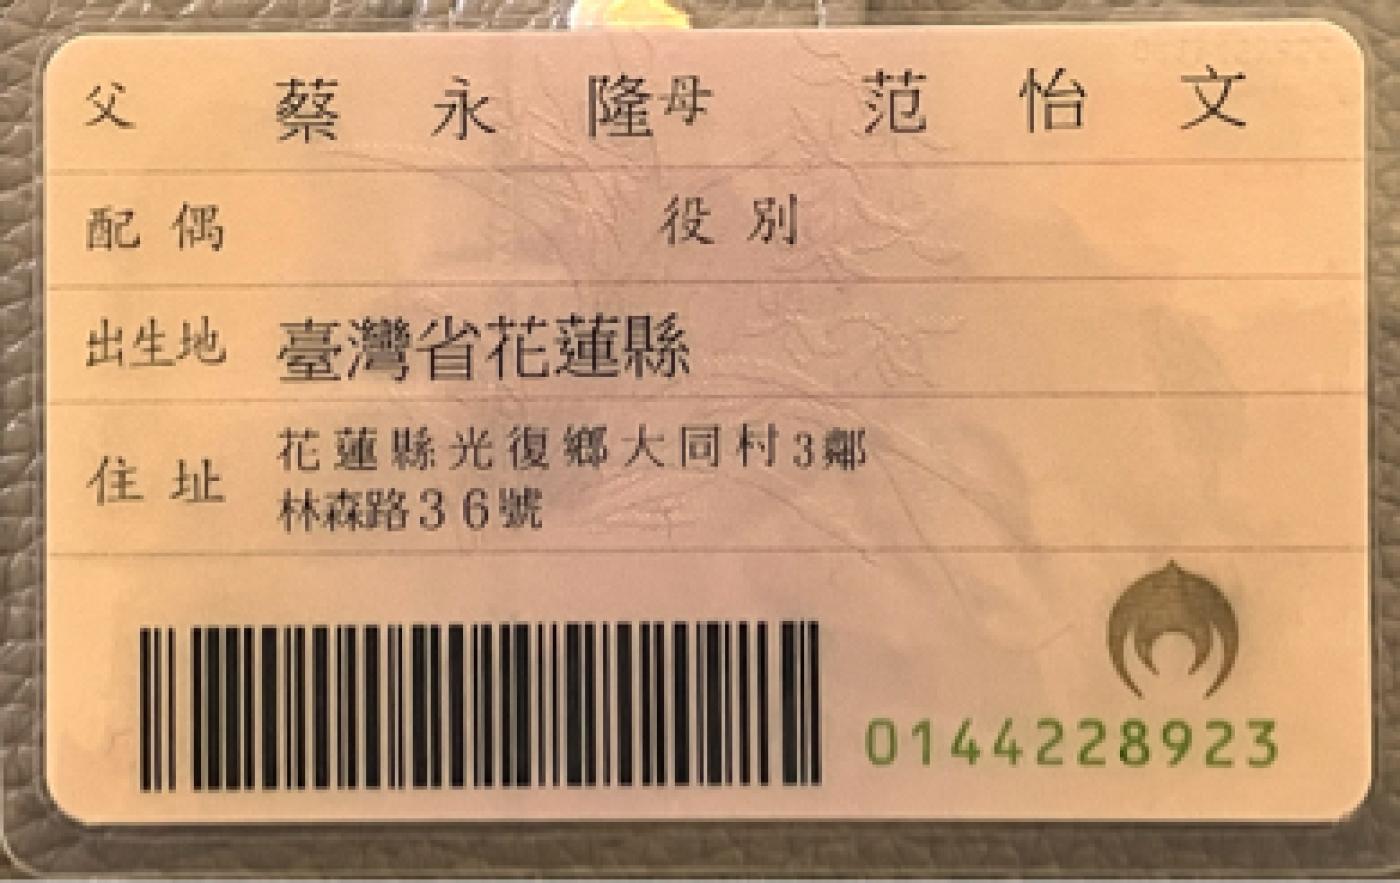 父 蔡永隆 母 范怡文
配偶 役別
出生地 臺灣省花蓮縣
住址 花蓮縣光復鄉大同村3鄰
林森路36號
0144228923